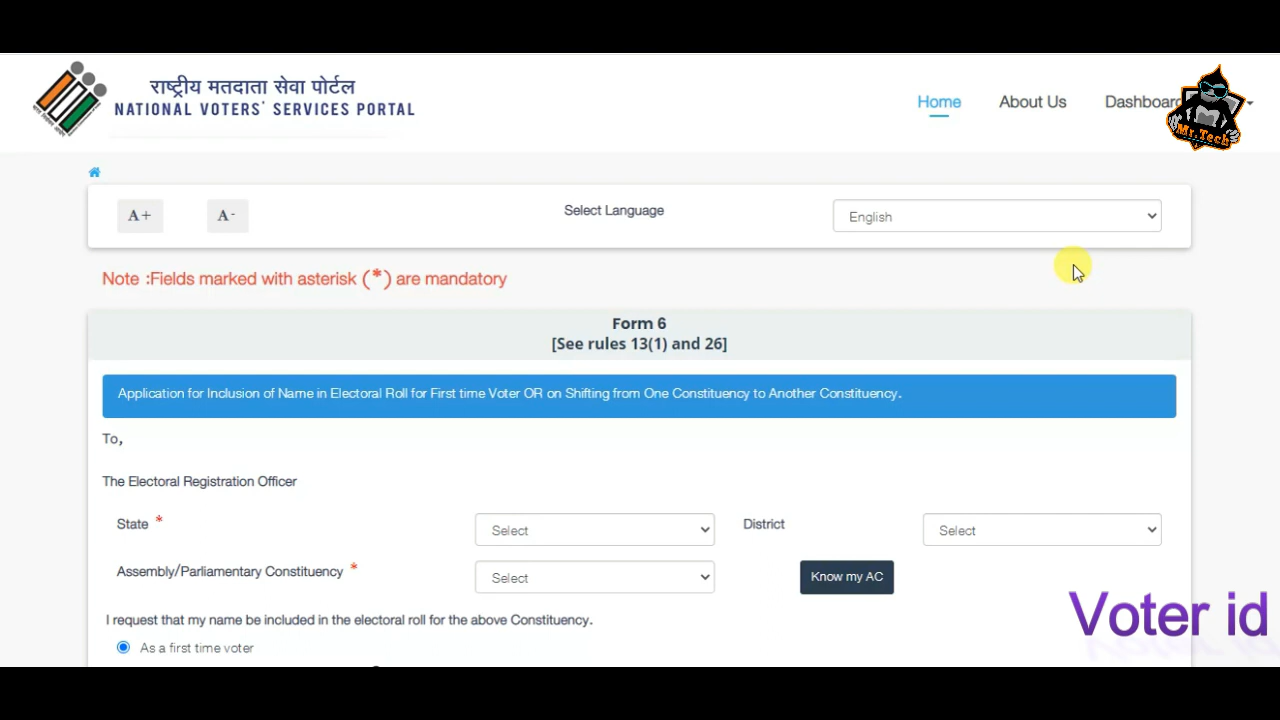 राष्ट्रीय मतदाता सेवा पोर्टल
NATIONAL VOTERS' SERVICES PORTAL
Home About Us Dashboard
Mr.Tech
A+ A- Select Language English
Note :Fields marked with asterisk (*) are mandatory
Form 6
[See rules 13(1) and 26]
Application for Inclusion of Name in Electoral Roll for First time Voter OR on Shifting from One Constituency to Another Constituency.
To,
The Electoral Registration Officer
State * Select District Select
Assembly/Parliamentary Constituency * Select Know my AC
I request that my name be included in the electoral roll for the above Constituency.
As a first time voter
Voter id